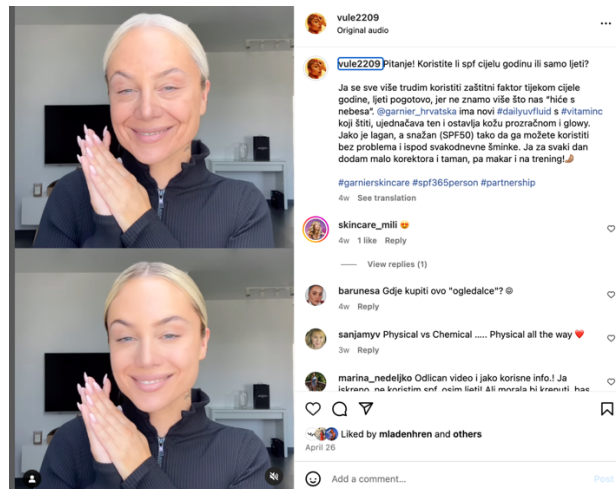 vule2209
Original audio
vule2209 Pitanje! Koristite li spf cijelu godinu ili samo ljeti?
Ja se sve više trudim koristiti zaštitni faktor tijekom cijele
godine, ljeti pogotovo, jer ne znamo više što nas "hiće s
nebesa". @garnier_hrvatska ima novi #dailyuvfluid s #vitaminc
koji štiti, ujednačava ten i ostavlja kožu prozračnom i glowy.
Jako je lagan, a snažan (SPF50) tako da ga možete koristiti
bez problema i ispod svakodnevne šminke. Ja za svaki dan
dodam malo korektora i taman, pa makar i na trening!
#garnierskincare #spf365person #partnership
4w See translation
skincare_mili
4w 1 like Reply
View replies (1)
barunesa Gdje kupiti ovo "ogledalce"?
4w Reply
sanjamyv Physical vs Chemical ..... Physical all the way
3w Reply
marina_nedeljko Odlican video i jako korisne info.! Ja
iskreno, ne koristim spf, osim ljeti! Ali morala bi krenuti, bas
Liked by mladenhren and others
April 26
Add a comment...
Post